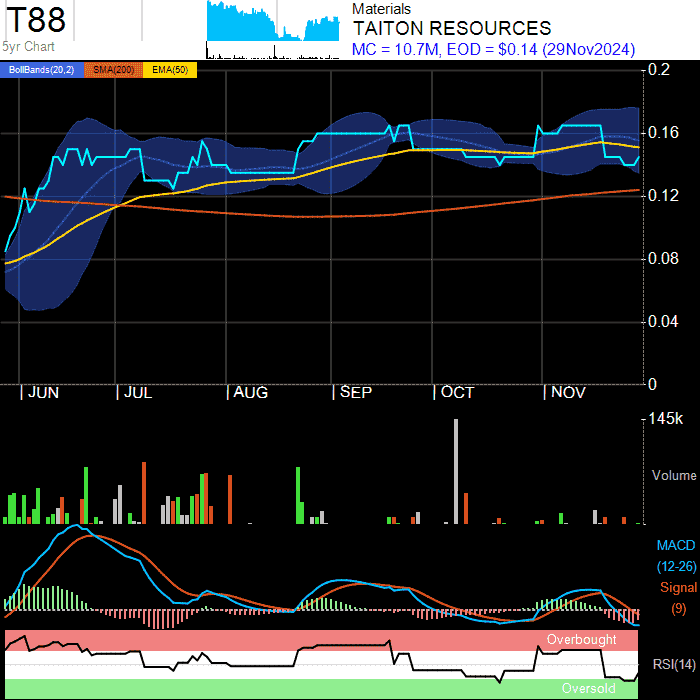 T88
5yr Chart
Materials
TAITON RESOURCES
MC = 10.7M, EOD = $0.14 (29Nov2024)
BollBands(20,2) SMA(200) EMA(50)
0.2
0.16
0.12
0.08
0.04
0
JUN JUL AUG SEP OCT NOV
145k
Volume
MACD
(12-26)
Signal
(9)
Overbought
RSI(14)
Oversold